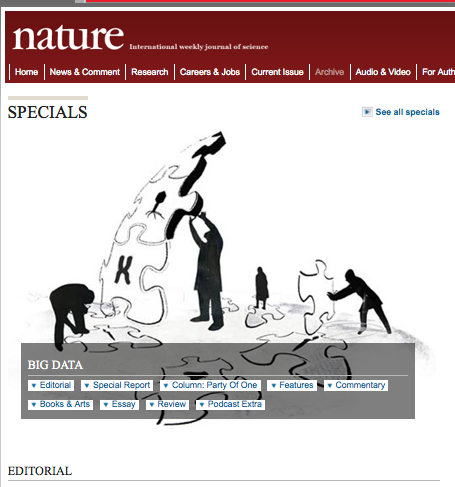 nature International weekly journal of science
Home News & Comment Research Careers & Jobs Current Issue Archive Audio & Video For Auth
SPECIALS
See all specials
BIG DATA
Editorial Special Report Column: Party Of One Features Commentary
Books & Arts Essay Review Podcast Extra
EDITORIAL